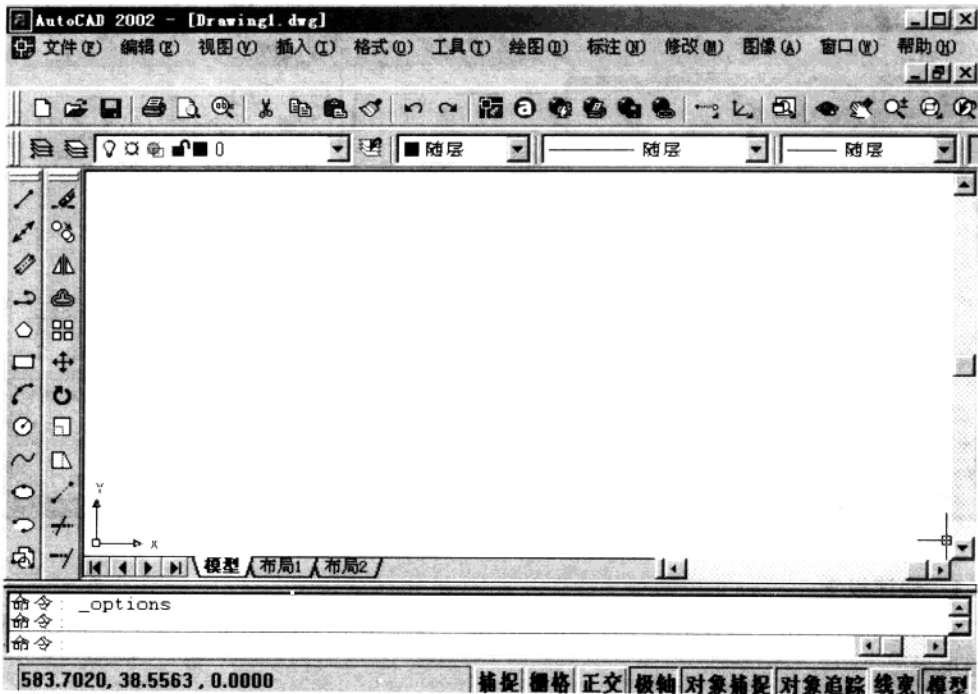 AutoCAD 2002 - [Drawing1.dwg]
文件(F) 编辑(E) 视图(V) 插入(I) 格式(O) 工具(T) 绘图(D) 标注(N) 修改(M) 图像(A) 窗口(W) 帮助(H)
0 随层 随层 随层
Y
X
模型 布局1 布局2
命令: _options
命令:
命令:
583.7020, 38.5563 , 0.0000 捕捉 栅格 正交 极轴 对象捕捉 对象追踪 线宽 模型